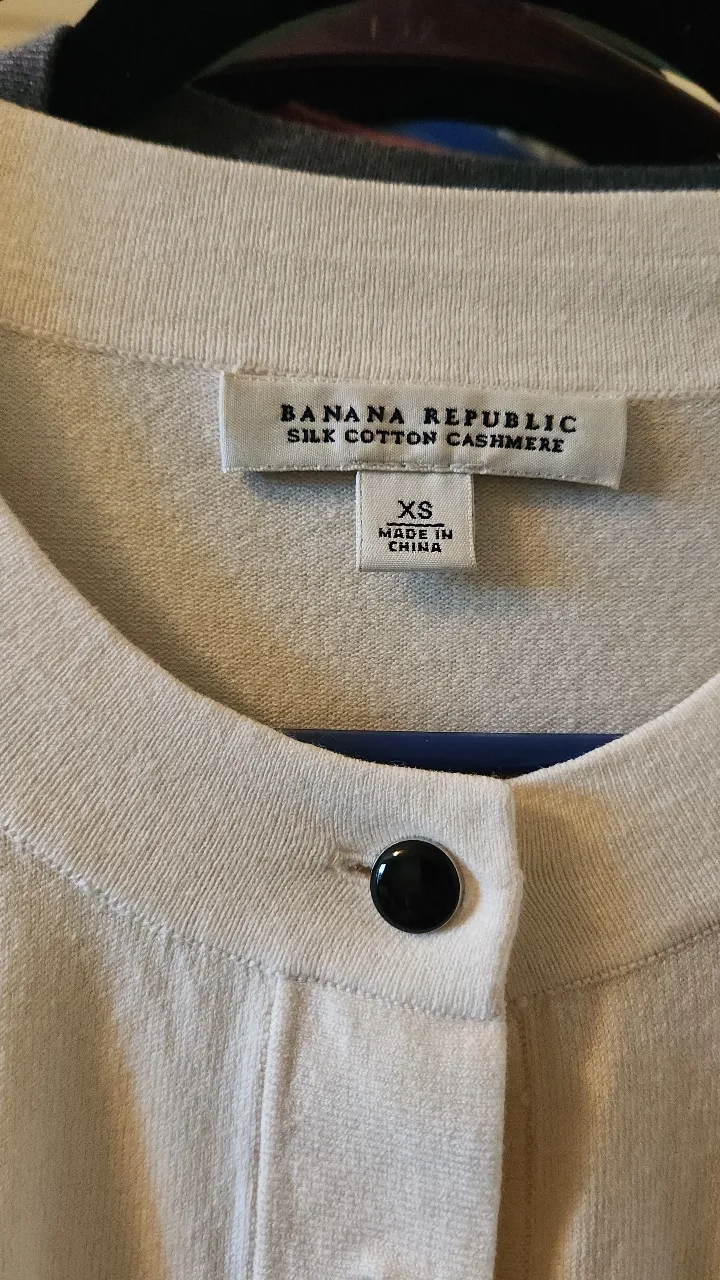 BANANA REPUBLIC
SILK COTTON CASHMERE
XS
MADE IN
CHINA